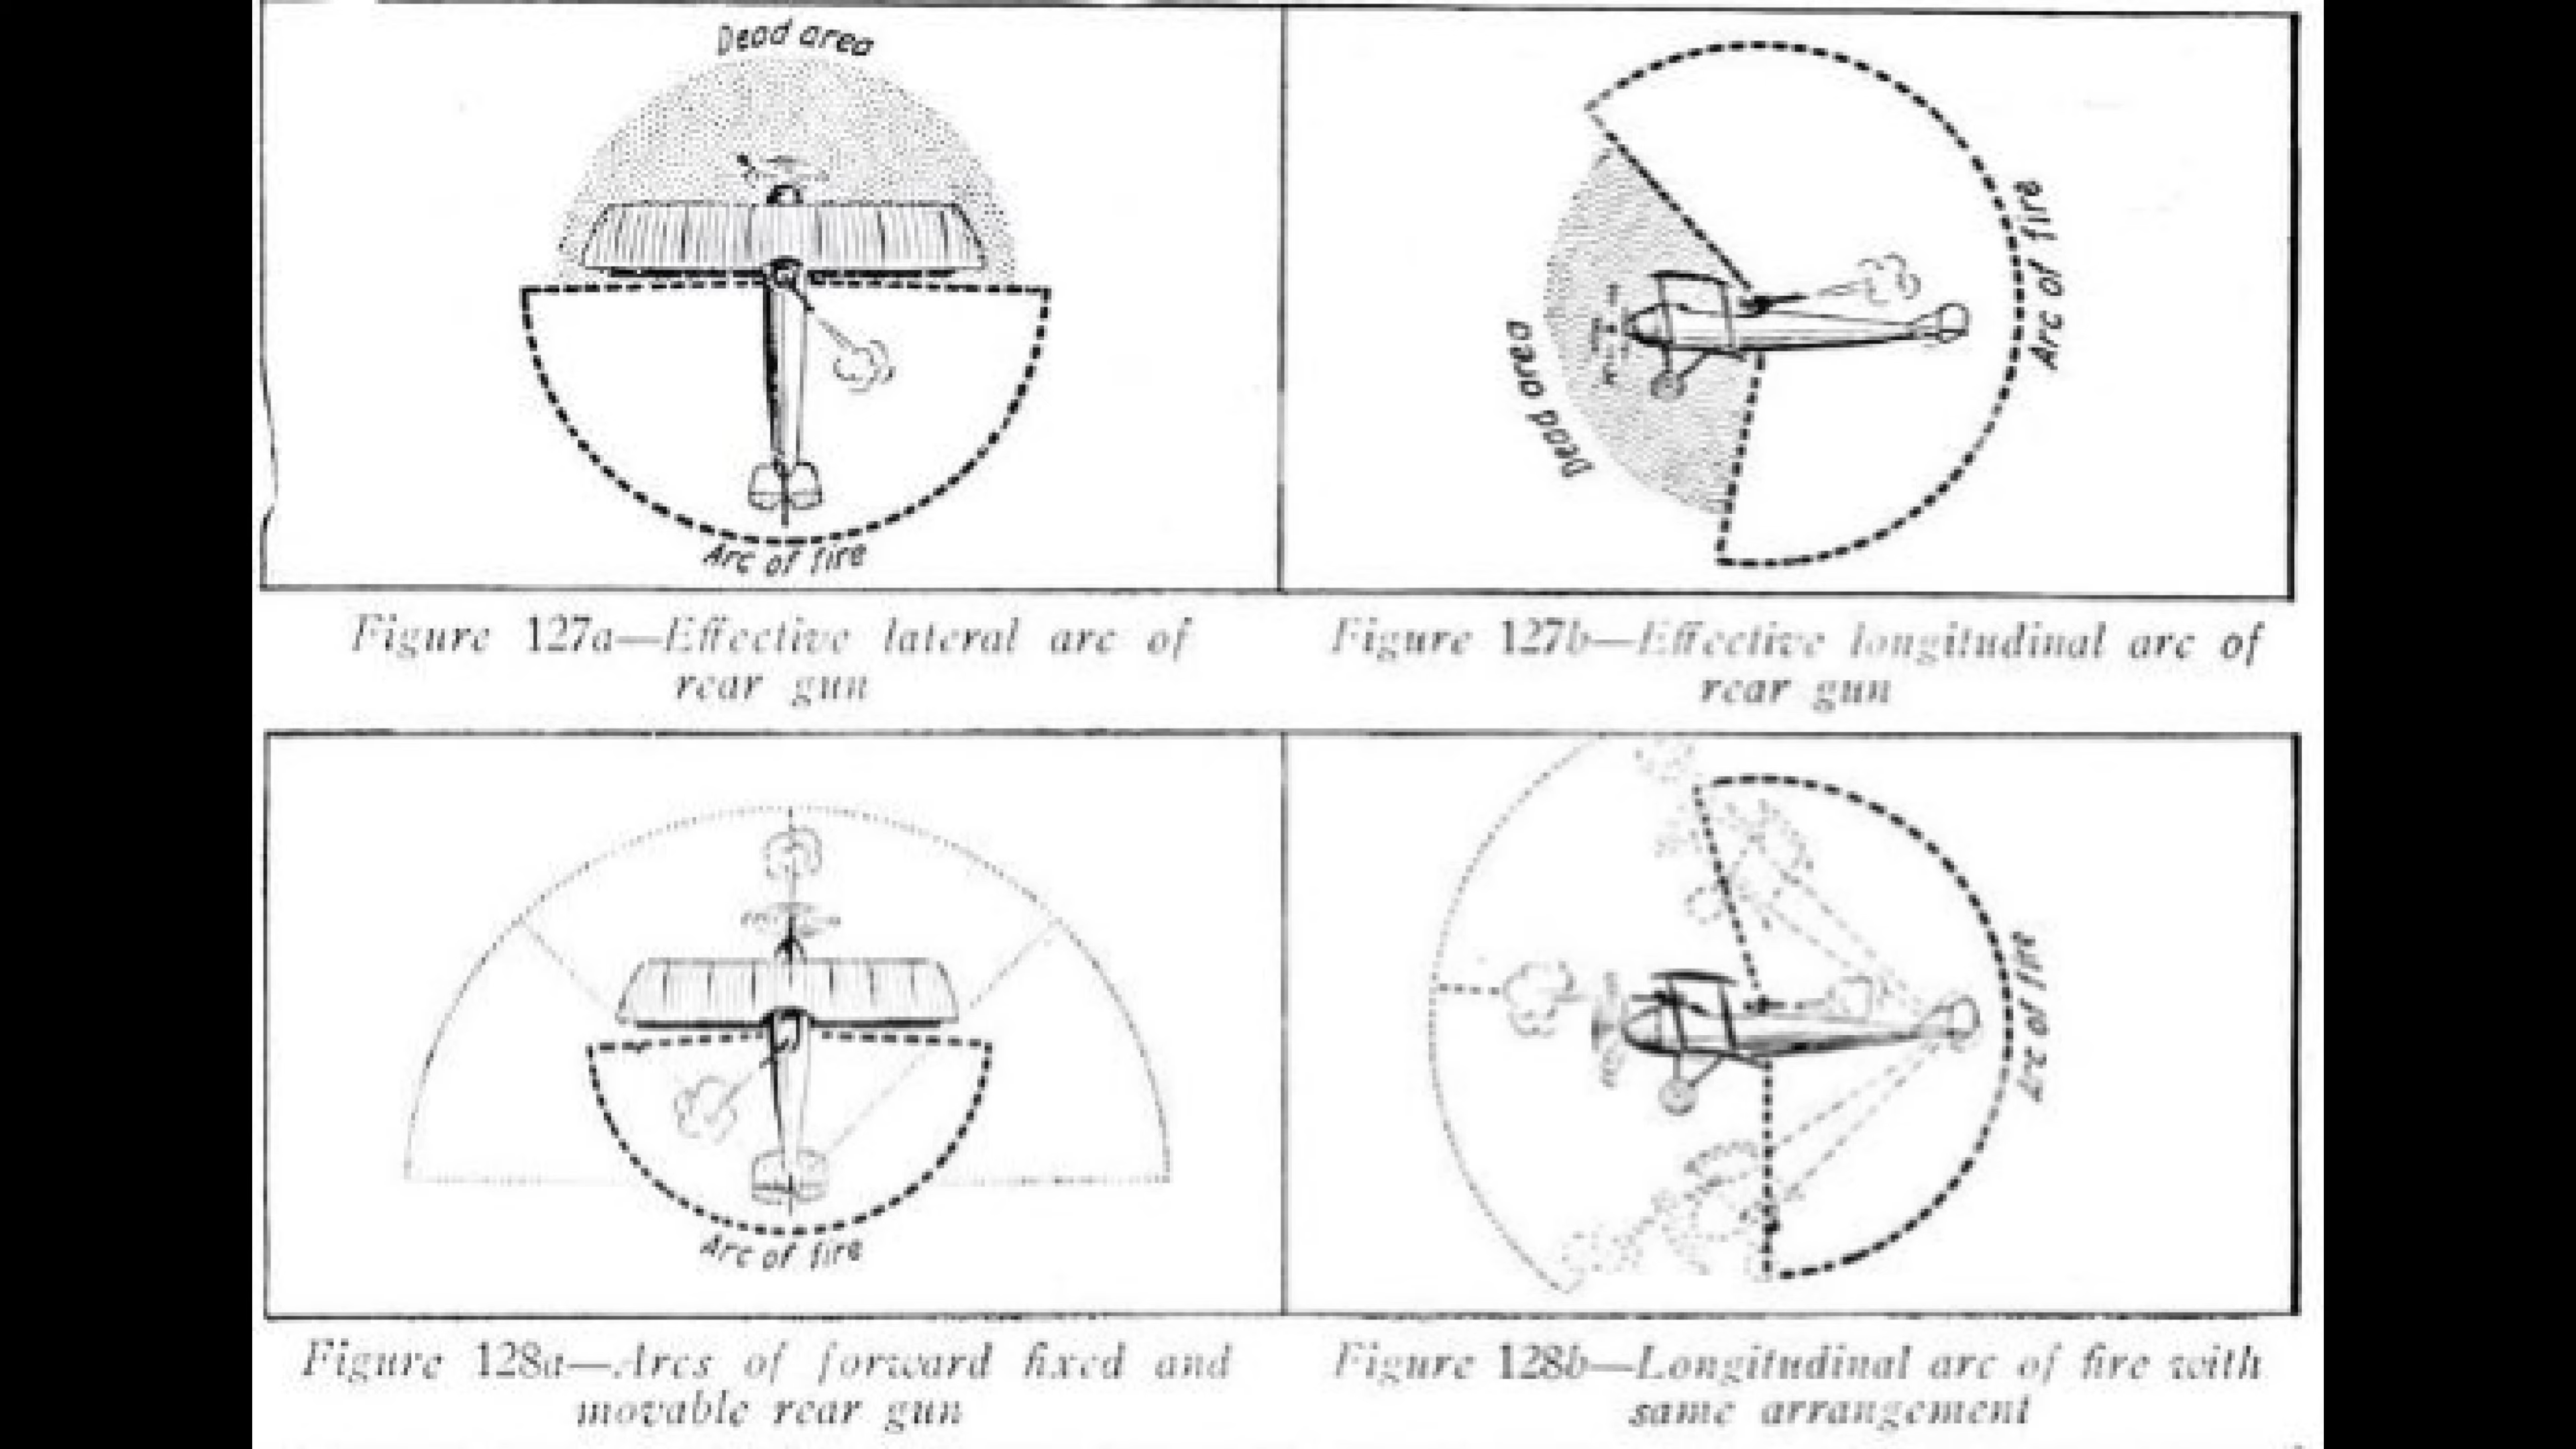 Dead area
Arc of fire
Dead area
Arc of fire
Figure 127a—Effective lateral arc of
rear gun
Figure 127b—Effective longitudinal arc of
rear gun
Arc of fire
Arc of fire
Figure 128a—Arcs of forward fixed and
movable rear gun
Figure 128b—Longitudinal arc of fire with
same arrangement